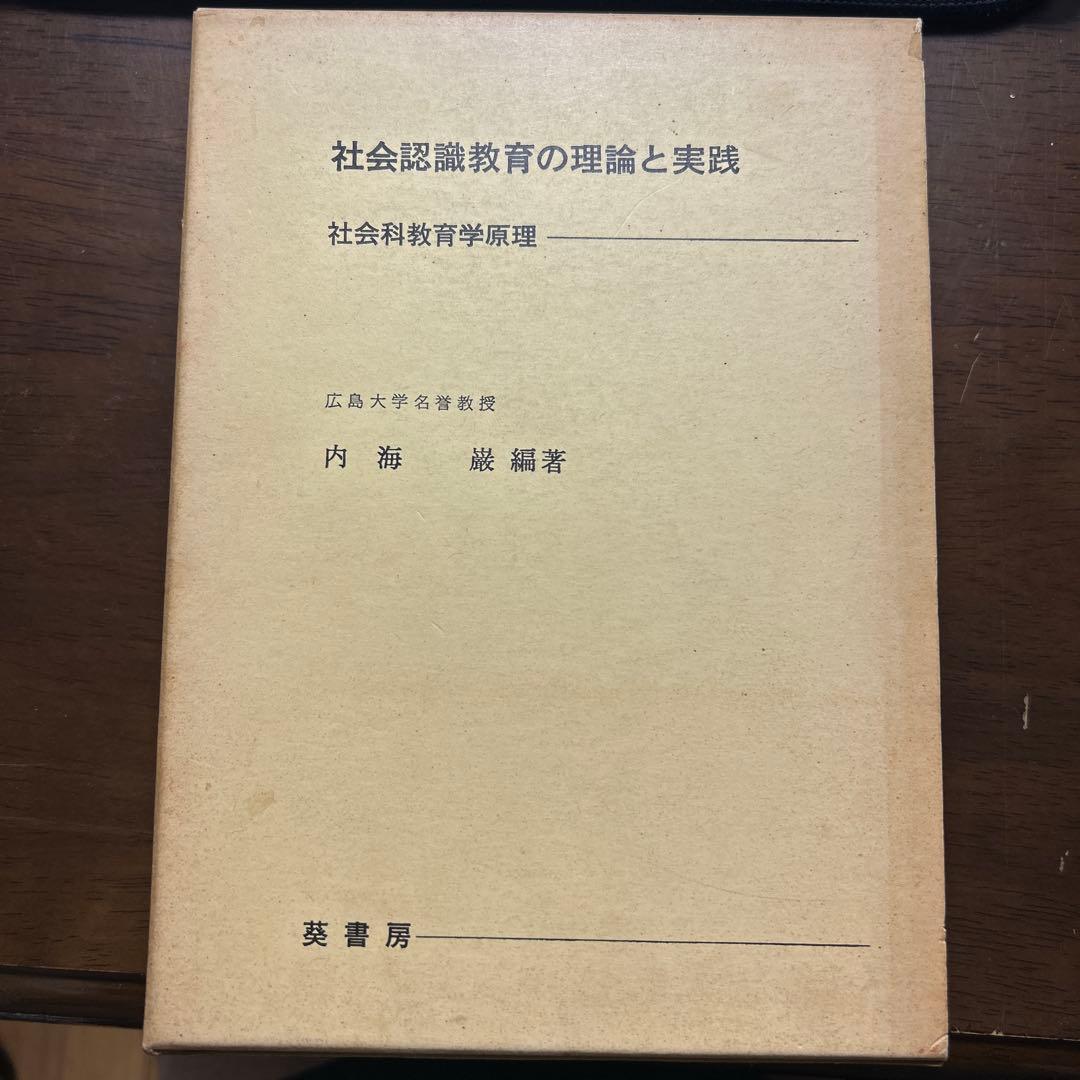 社会認識教育の理論と実践
社会科教育学原理
広島大学名誉教授
内海 巌 編著
葵書房